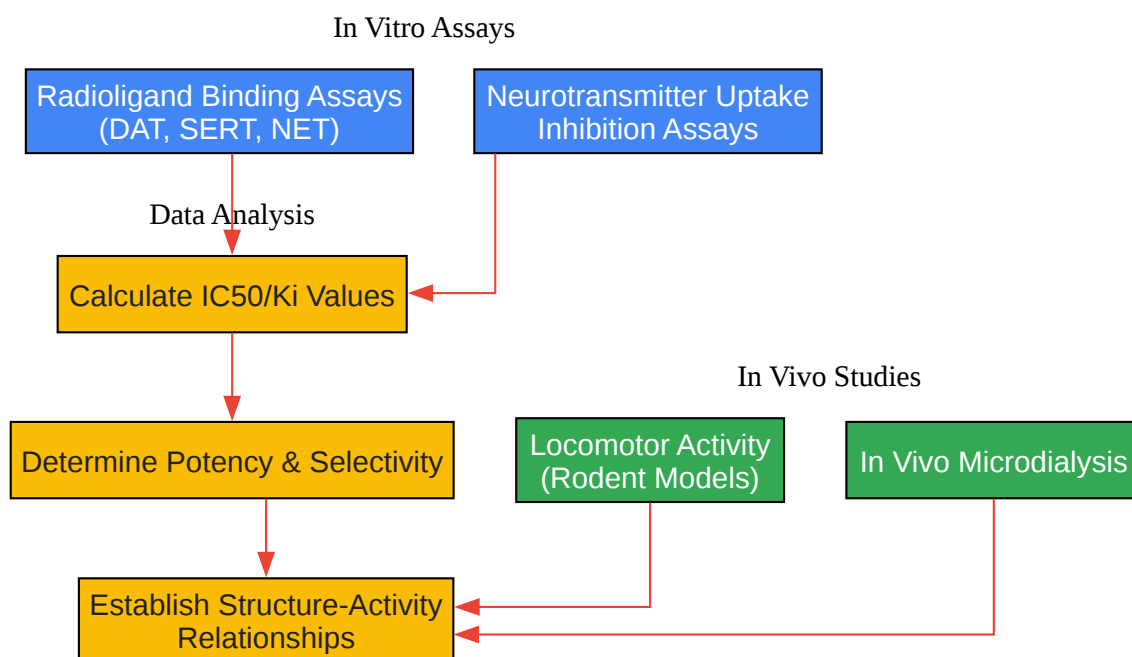 In Vitro Assays
Radioligand Binding Assays
(DAT, SERT, NET)
Neurotransmitter Uptake
Inhibition Assays
Data Analysis
Calculate IC50/Ki Values
In Vivo Studies
Determine Potency & Selectivity
Locomotor Activity
(Rodent Models)
In Vivo Microdialysis
Establish Structure-Activity
Relationships